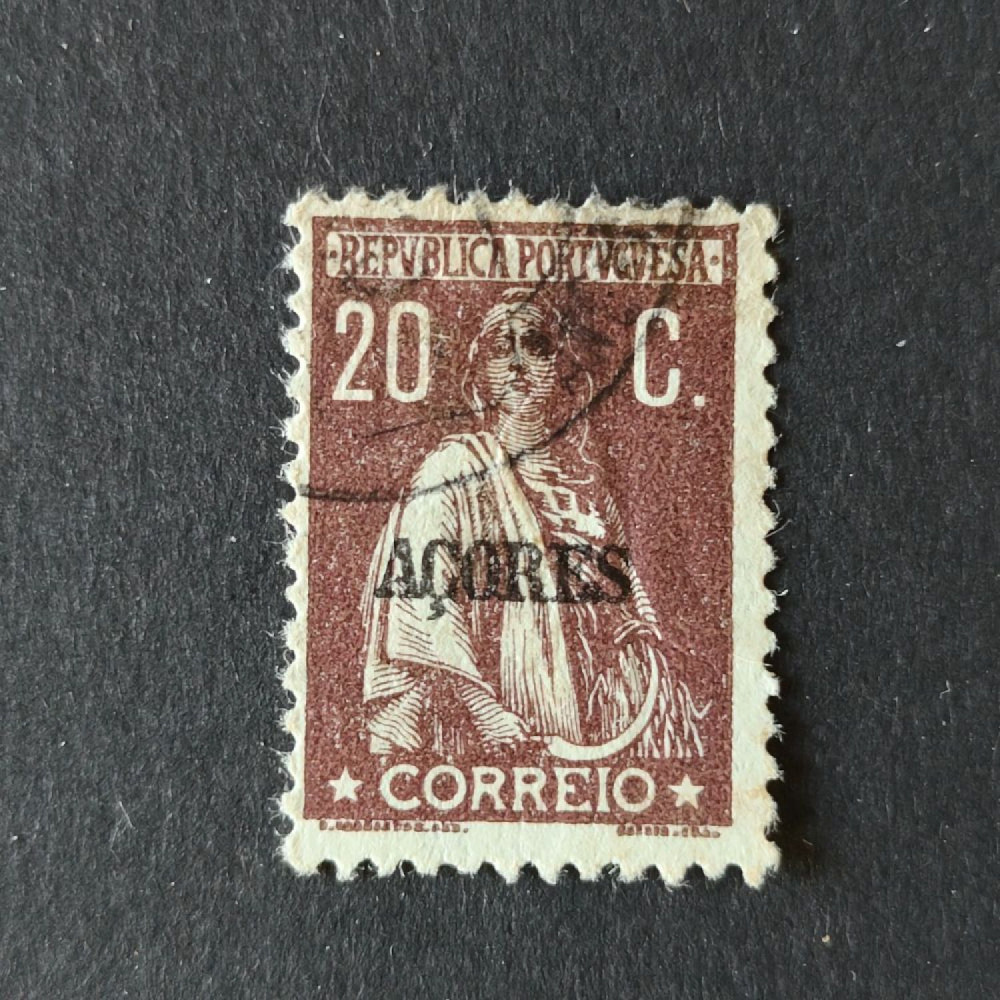 ·REPVBLICA PORTVGVESA·
20 C.
AÇORES
★ CORREIO ★